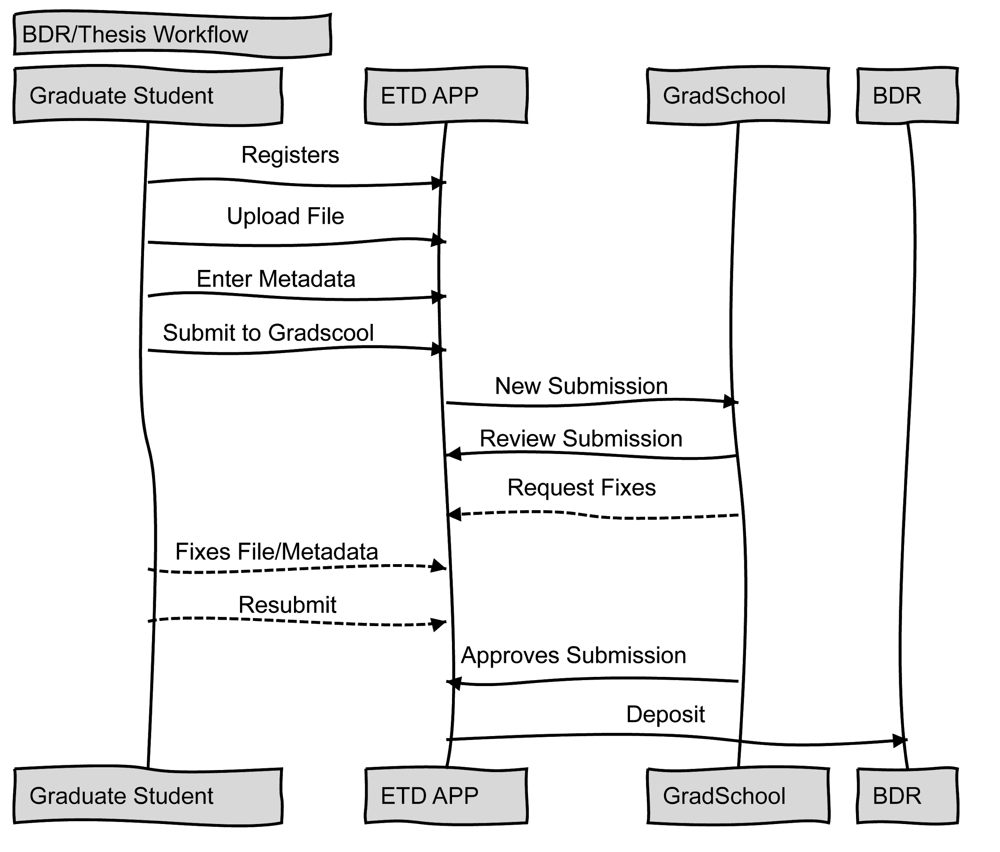 BDR/Thesis Workflow
Graduate Student
ETD APP
GradSchool
BDR
Registers
Upload File
Enter Metadata
Submit to Gradscool
New Submission
Review Submission
Request Fixes
Fixes File/Metadata
Resubmit
Approves Submission
Deposit
Graduate Student
ETD APP
GradSchool
BDR